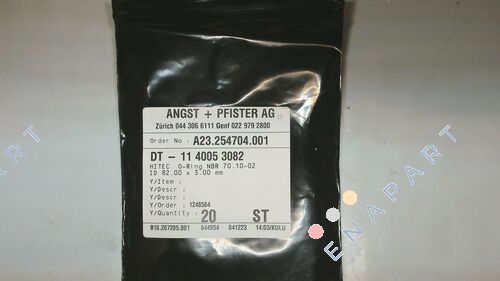 ANGST + PFISTER AG
Zürich 044 306 6111 Genf 022 979 2800
Order No : A23.254704.001
DT - 11 4005 3082
HITEC O-Ring NBR 70.10-02
ID 82.00 x 3.00 mm
Y/Item :
Y/Descr :
Y/Descr :
Y/Order : 1248584
Y/Quantity : 20 ST
B10.207205.001 644954 041223 14:03/KULU
ENAPART